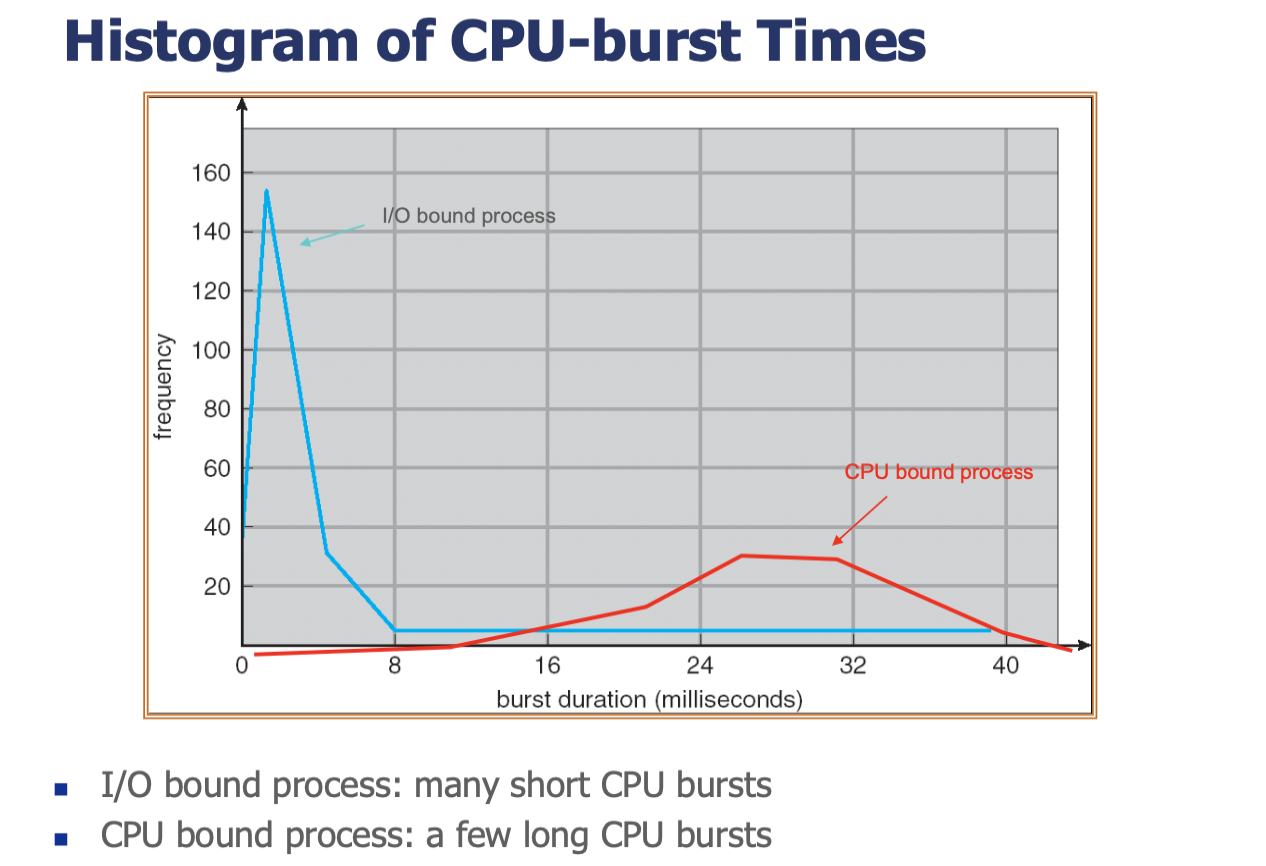 Histogram of CPU-burst Times
160
I/O bound process
140
120
100
frequency
80
60
CPU bound process
40
20
0 8 16 24 32 40
burst duration (milliseconds)
I/O bound process: many short CPU bursts
CPU bound process: a few long CPU bursts